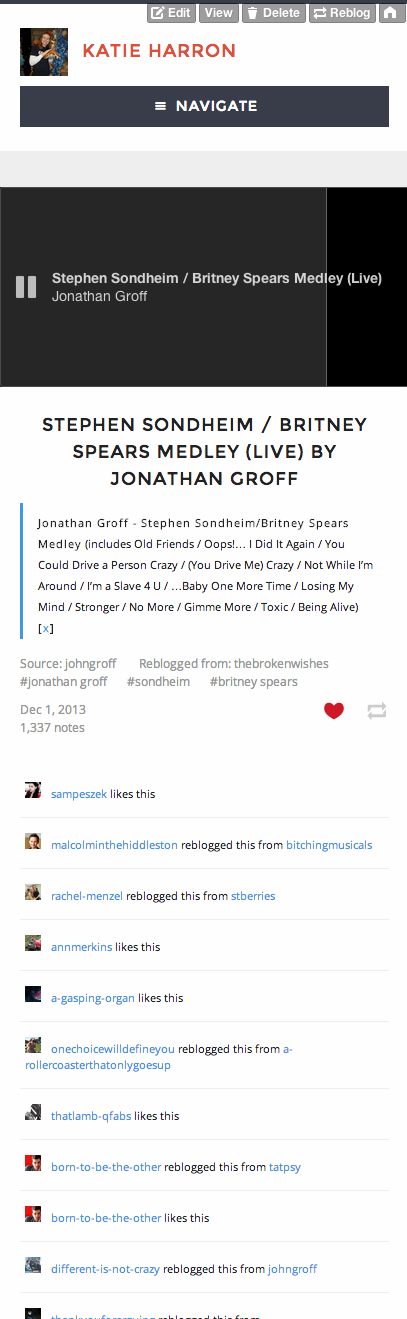 Edit View Delete Reblog
KATIE HARRON
NAVIGATE
Stephen Sondheim / Britney Spears Medley (Live)
Jonathan Groff
STEPHEN SONDHEIM / BRITNEY
SPEARS MEDLEY (LIVE) BY
JONATHAN GROFF
Jonathan Groff - Stephen Sondheim/Britney Spears
Medley (includes Old Friends / Oops!... I Did It Again / You
Could Drive a Person Crazy / (You Drive Me) Crazy / Not While I'm
Around / I'm a Slave 4 U / ...Baby One More Time / Losing My
Mind / Stronger / No More / Gimme More / Toxic / Being Alive)
[x]
Source: johngroff Reblogged from: thebrokenwishes
#jonathan groff #sondheim #britney spears
Dec 1, 2013
1,337 notes
sampeszek likes this
malcolminthehiddleston reblogged this from bitchingmusicals
rachel-menzel reblogged this from stberries
annmerkins likes this
a-gasping-organ likes this
onechoicewilldefineyou reblogged this from a-
rollercoasterthatonlygoesup
thatlamb-qfabs likes this
born-to-be-the-other reblogged this from tatpsy
born-to-be-the-other likes this
different-is-not-crazy reblogged this from johngroff